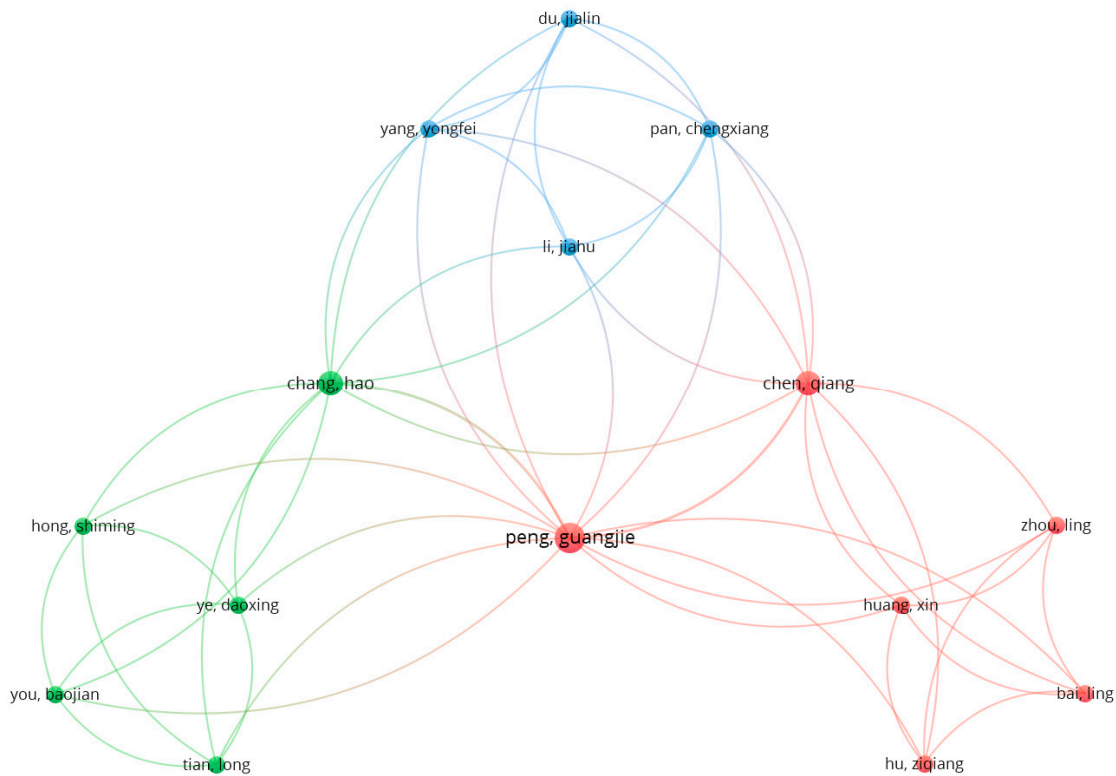 du, jialin
yang, yongfei
pan, chengxiang
li, jiahu
chang, hao
chen, qiang
hong, shiming
peng, guangjie
zhou, ling
ye, daoxing
huang, xin
you, baojian
bai, ling
tian, long
hu, ziqiang